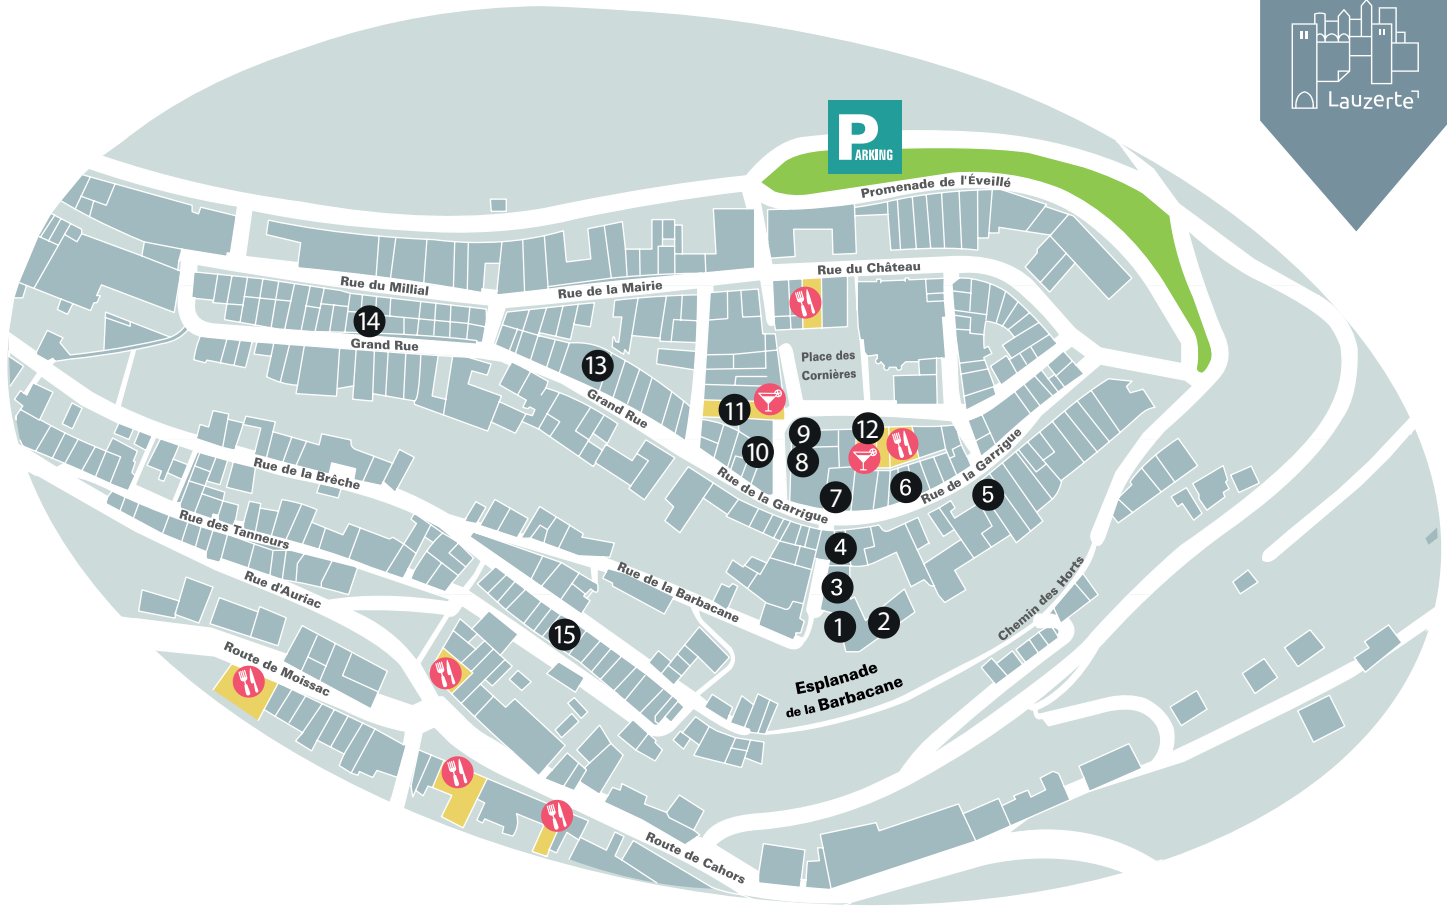 Lauzerte
P
ARKING
Promenade de l'Éveillé
Rue du Château
Rue du Millial
Rue de la Mairie
14
Grand Rue
13
Place des
Cornières
Grand Rue
11
12
9
10
8
Rue de la Garrigue
7
6
Rue de la Garrigue
5
Rue de la Brêche
Rue des Tanneurs
4
Rue d'Auriac
Rue de la Barbacane
3
Chemin des Horts
1
2
15
Route de Moissac
Esplanade
de la Barbacane
Route de Cahors